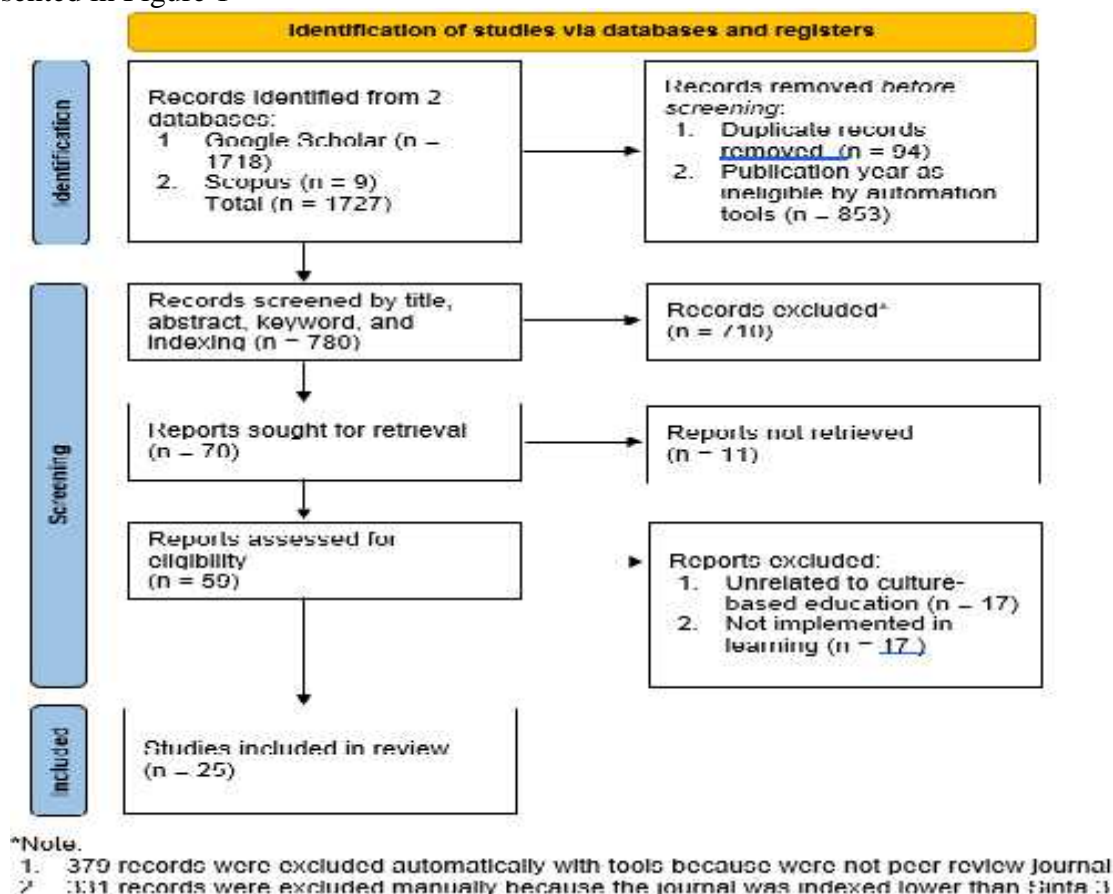 sented in Figure 1
Identification of studies via databases and registers
Identification
Records identified from 2
databases:
1 Google Scholar (n =
1718)
2. Scopus (n = 9)
Total (n = 1727)
Records removed before
screening:
1. Duplicate records
removed (n = 94)
2. Publication year as
ineligible by automation
tools (n = 853)
Screening
Records screened by title,
abstract, keyword, and
indexing (n = 780)
Records excluded*
(n = 710)
Reports sought for retrieval
(n = 70)
Reports not retrieved
(n = 11)
Reports assessed for
eligibility
(n = 59)
Reports excluded:
1. Unrelated to culture-
based education (n = 17)
2. Not implemented in
learning (n = 17 )
Included
Studies included in review
(n = 25)
*Note.
1. 379 records were excluded automatically with tools because were not peer review journal
2. 331 records were excluded manually because the journal was indexed lower than Sinta